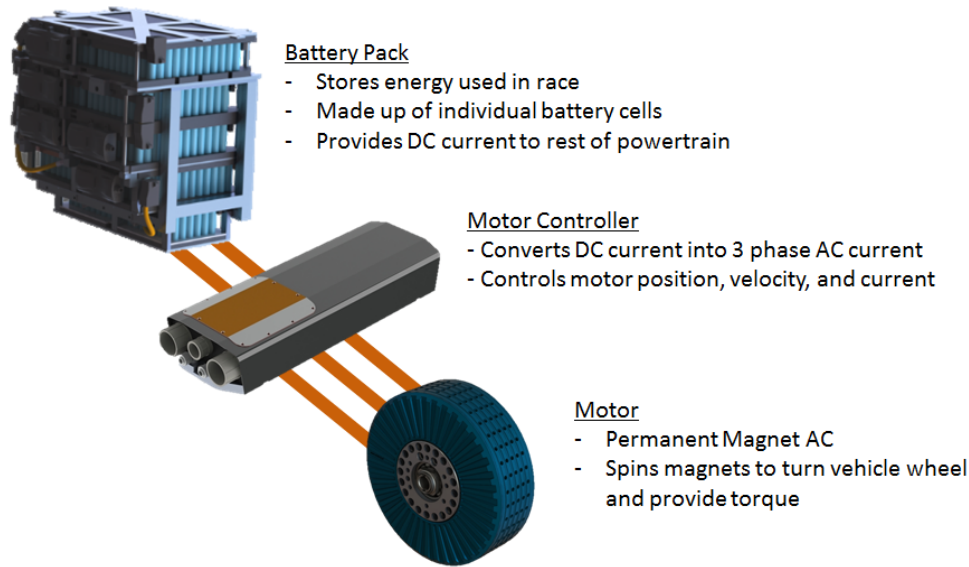 Battery Pack
- Stores energy used in race
- Made up of individual battery cells
- Provides DC current to rest of powertrain
Motor Controller
- Converts DC current into 3 phase AC current
- Controls motor position, velocity, and current
Motor
- Permanent Magnet AC
- Spins magnets to turn vehicle wheel
and provide torque